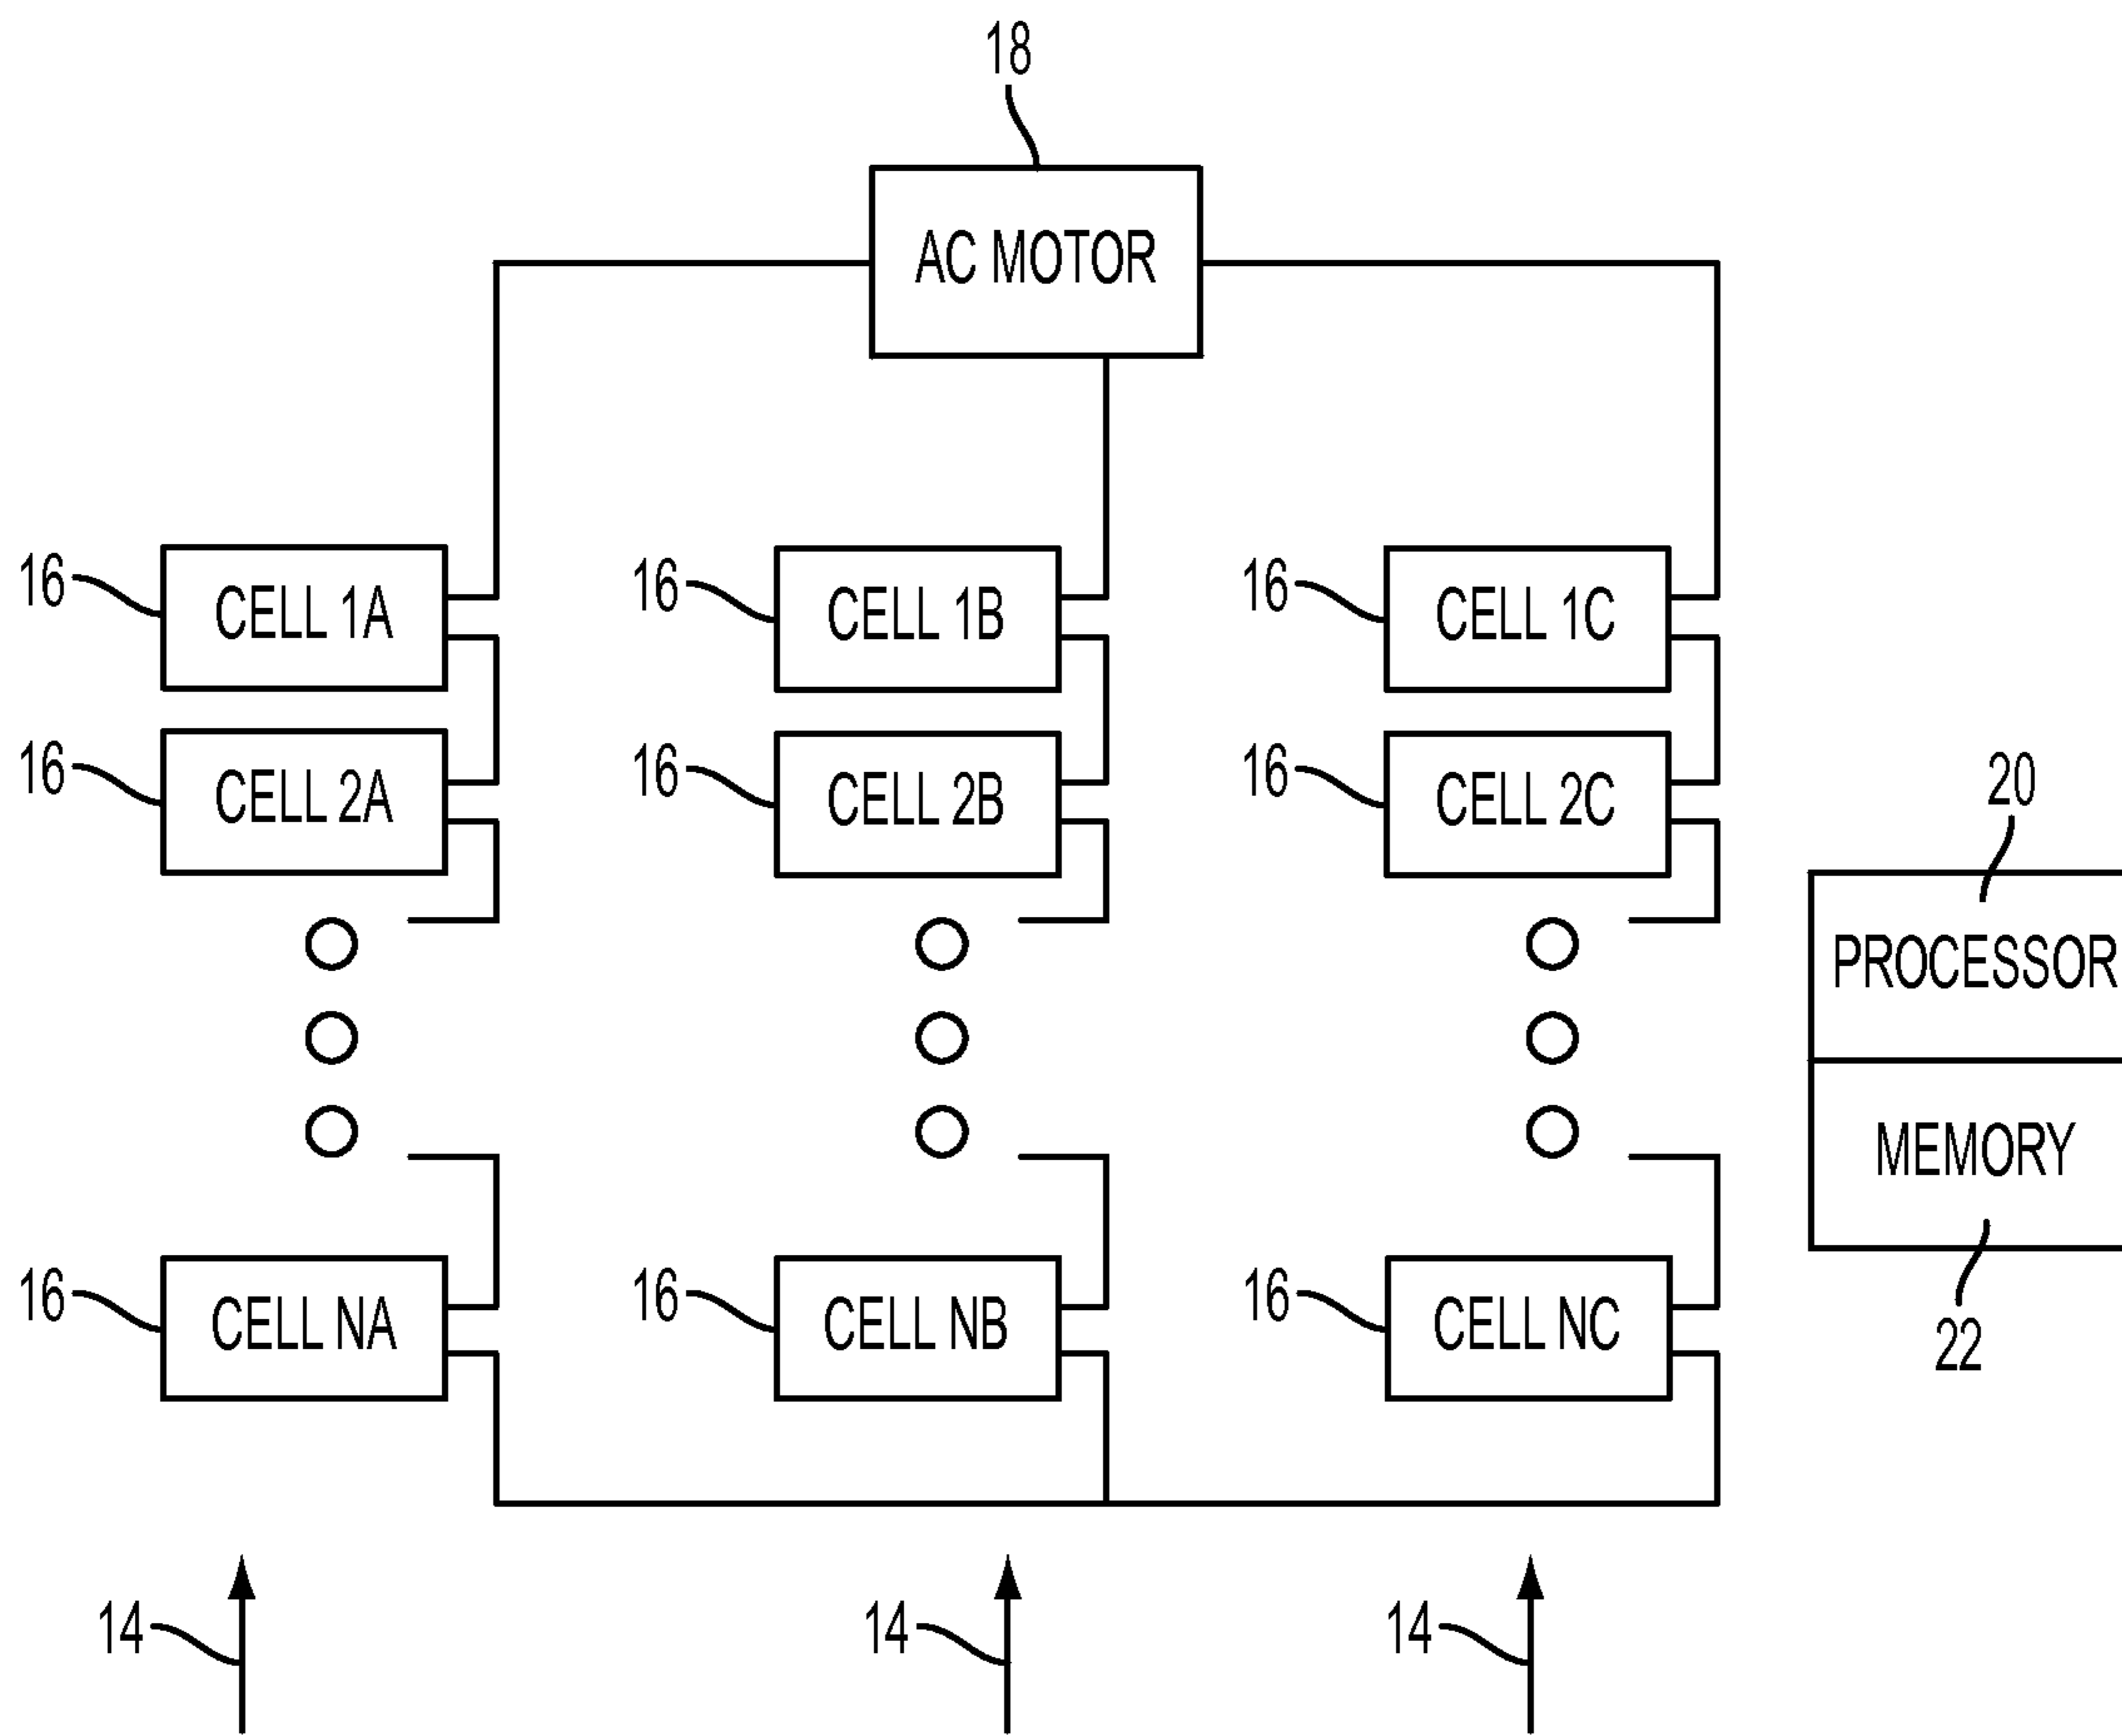 18
AC MOTOR
16 CELL 1A
16 CELL 1B
16 CELL 1C
16 CELL 2A
16 CELL 2B
16 CELL 2C
20
PROCESSOR
MEMORY
16 CELL NA
16 CELL NB
16 CELL NC
22
14
14
14